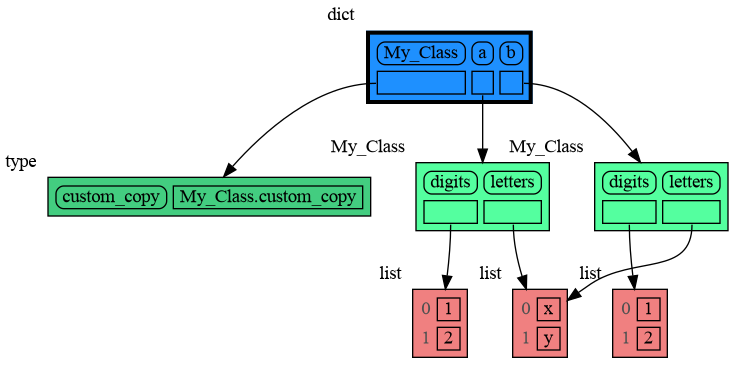 dict
My_Class a b
type
My_Class
My_Class
custom_copy My_Class.custom_copy
digits letters
digits letters
list
list
list
0 1
1 2
0 x
1 y
0 1
1 2